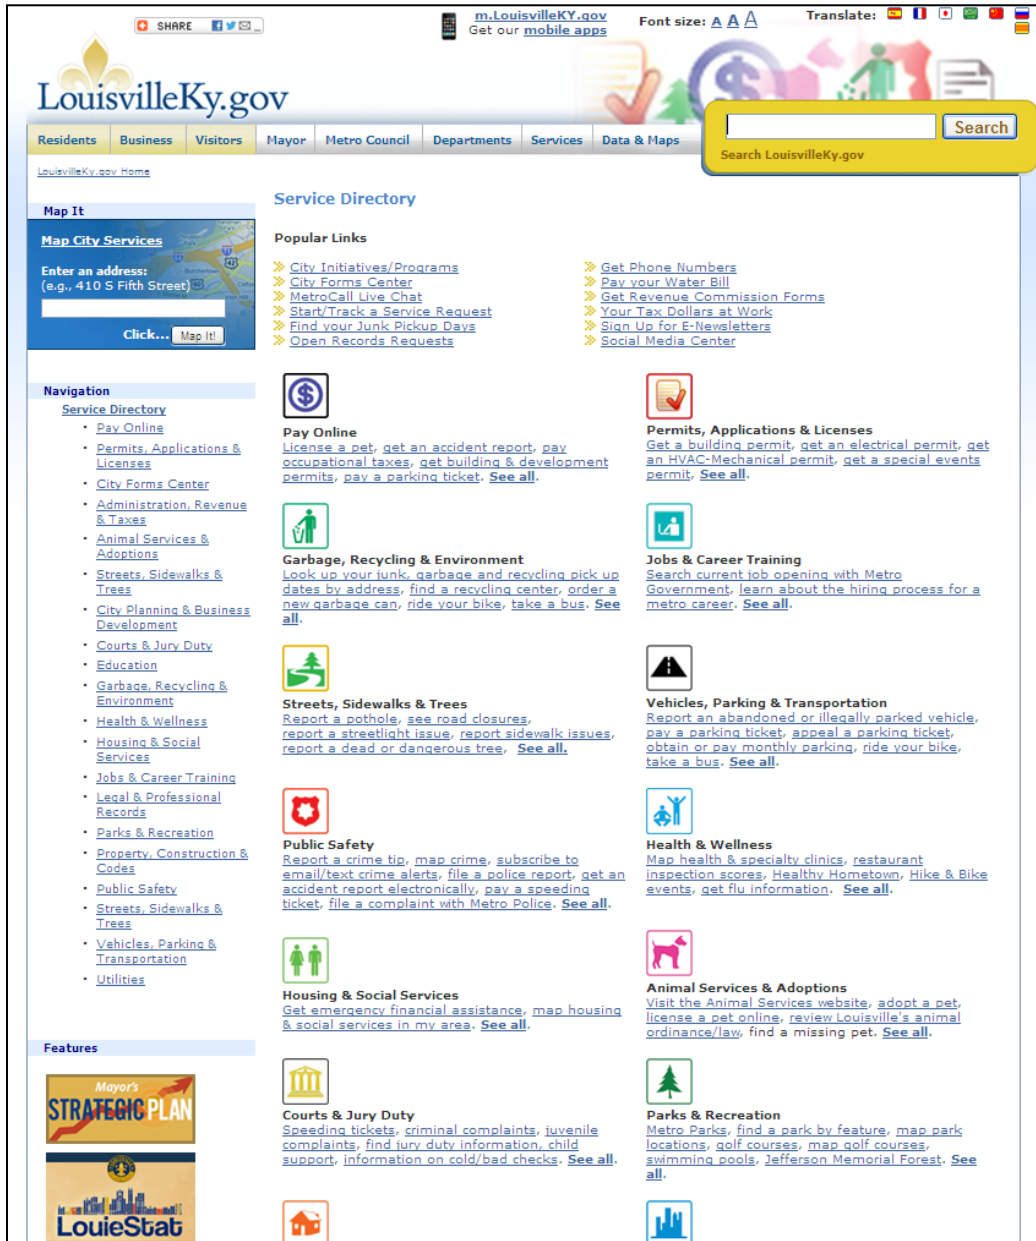 SHARE
m.LouisvilleKY.gov
Get our mobile apps
Font size: A A A
Translate:
LouisvilleKy.gov
Residents Business Visitors Mayor Metro Council Departments Services Data & Maps
Search
Search LouisvilleKy.gov
LouisvilleKy.gov Home
Map It
Map City Services
Enter an address:
(e.g., 410 S Fifth Street)
Click... Map It!
Navigation
Service Directory
• Pay Online
• Permits, Applications &
Licenses
• City Forms Center
• Administration, Revenue
& Taxes
• Animal Services &
Adoptions
• Streets, Sidewalks &
Trees
• City Planning & Business
Development
• Courts & Jury Duty
• Education
• Garbage, Recycling &
Environment
• Health & Wellness
• Housing & Social
Services
• Jobs & Career Training
• Legal & Professional
Records
• Parks & Recreation
• Property, Construction &
Codes
• Public Safety
• Streets, Sidewalks &
Trees
• Vehicles, Parking &
Transportation
• Utilities
Features
Mayor's
STRATEGIC PLAN
LouieStat
Service Directory
Popular Links
City Initiatives/Programs
City Forms Center
MetroCall Live Chat
Start/Track a Service Request
Find your Junk Pickup Days
Open Records Requests
Get Phone Numbers
Pay your Water Bill
Get Revenue Commission Forms
Your Tax Dollars at Work
Sign Up for E-Newsletters
Social Media Center
Pay Online
License a pet, get an accident report, pay
occupational taxes, get building & development
permits, pay a parking ticket. See all.
Permits, Applications & Licenses
Get a building permit, get an electrical permit, get
an HVAC-Mechanical permit, get a special events
permit, See all.
Garbage, Recycling & Environment
Look up your junk, garbage and recycling pick up
dates by address, find a recycling center, order a
new garbage can, ride your bike, take a bus. See
all.
Jobs & Career Training
Search current job opening with Metro
Government, learn about the hiring process for a
metro career. See all.
Streets, Sidewalks & Trees
Report a pothole, see road closures,
report a streetlight issue, report sidewalk issues,
report a dead or dangerous tree, See all.
Vehicles, Parking & Transportation
Report an abandoned or illegally parked vehicle,
pay a parking ticket, appeal a parking ticket,
obtain or pay monthly parking, ride your bike,
take a bus. See all.
Public Safety
Report a crime tip, map crime, subscribe to
email/text crime alerts, file a police report, get an
accident report electronically, pay a speeding
ticket, file a complaint with Metro Police. See all.
Health & Wellness
Map health & specialty clinics, restaurant
inspection scores, Healthy Hometown, Hike & Bike
events, get flu information. See all.
Housing & Social Services
Get emergency financial assistance, map housing
& social services in my area. See all.
Animal Services & Adoptions
Visit the Animal Services website, adopt a pet,
license a pet online, review Louisville's animal
ordinance/law, find a missing pet. See all.
Courts & Jury Duty
Speeding tickets, criminal complaints, juvenile
complaints, find jury duty information, child
support, information on cold/bad checks. See all.
Parks & Recreation
Metro Parks, find a park by feature, map park
locations, golf courses, map golf courses,
swimming pools, Jefferson Memorial Forest. See
all.